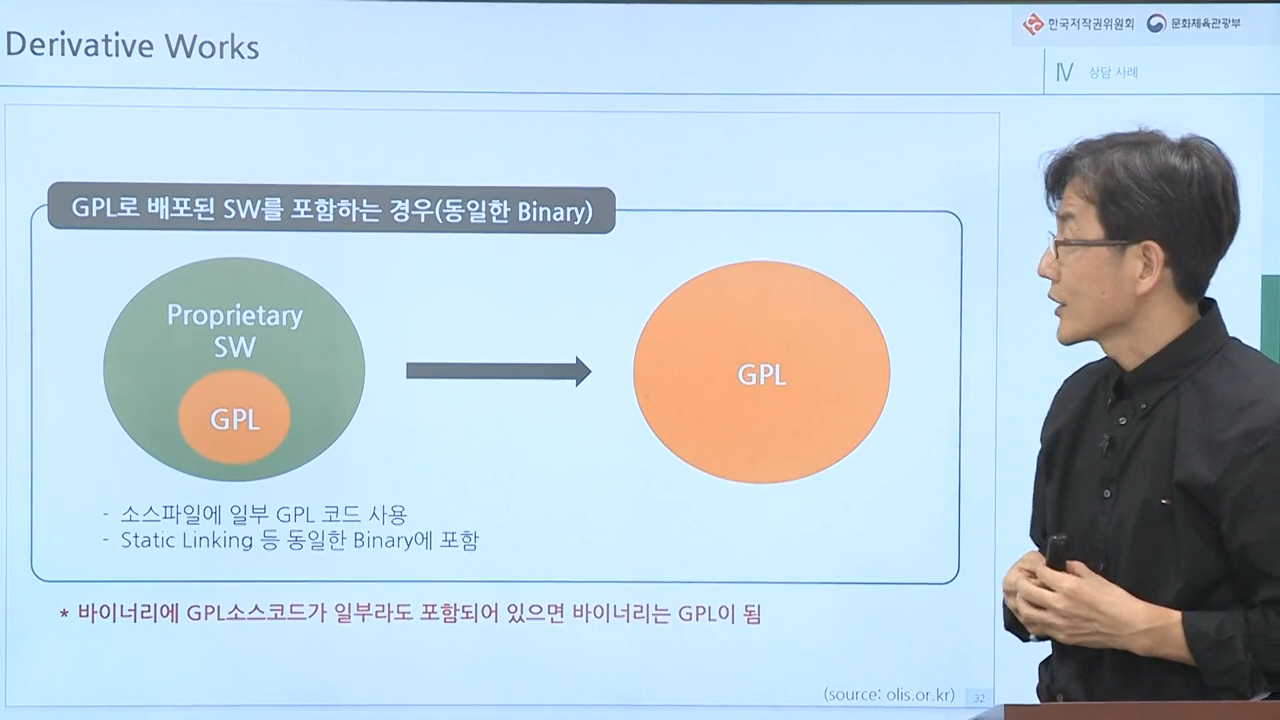 Derivative Works
한국저작권위원회 문화체육관광부
Ⅳ 상담 사례
GPL로 배포된 SW를 포함하는 경우(동일한 Binary)
Proprietary
SW
GPL
GPL
- 소스파일에 일부 GPL 코드 사용
- Static Linking 등 동일한 Binary에 포함
* 바이너리에 GPL소스코드가 일부라도 포함되어 있으면 바이너리는 GPL이 됨
(source: olis.or.kr)
32